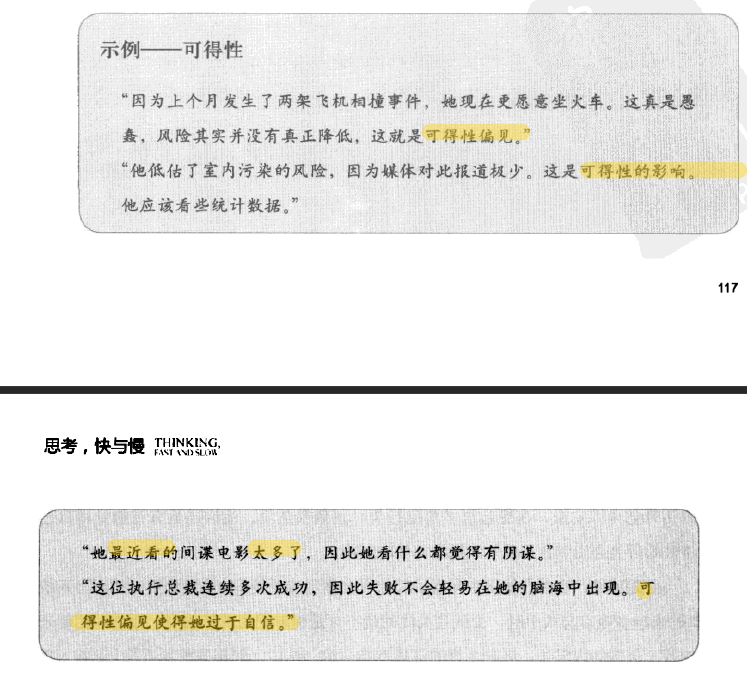 示例——可得性
“因为上个月发生了两架飞机相撞事件，她现在更愿意坐火车。这真是愚
蠢，风险其实并没有真正降低，这就是可得性偏见。”
“他低估了室内污染的风险，因为媒体对此报道极少。这是可得性的影响。
他应该看些统计数据。”
117
思考，快与慢 THINKING,
FAST AND SLOW
“她最近看的间谍电影太多了，因此她看什么都觉得有阴谋。”
“这位执行总裁连续多次成功，因此失败不会轻易在她的脑海中出现。可
得性偏见使得她过于自信。”